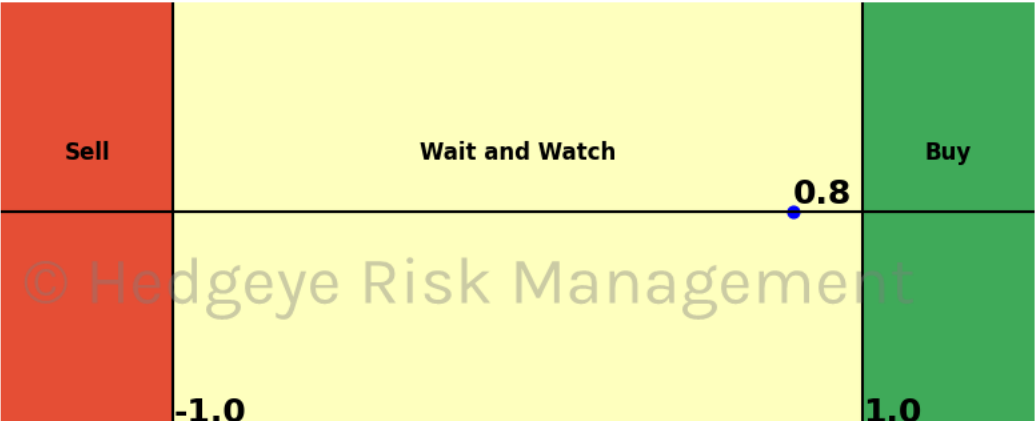 Sell
Wait and Watch
Buy
0.8
© Hedgeye Risk Management
-1.0
1.0